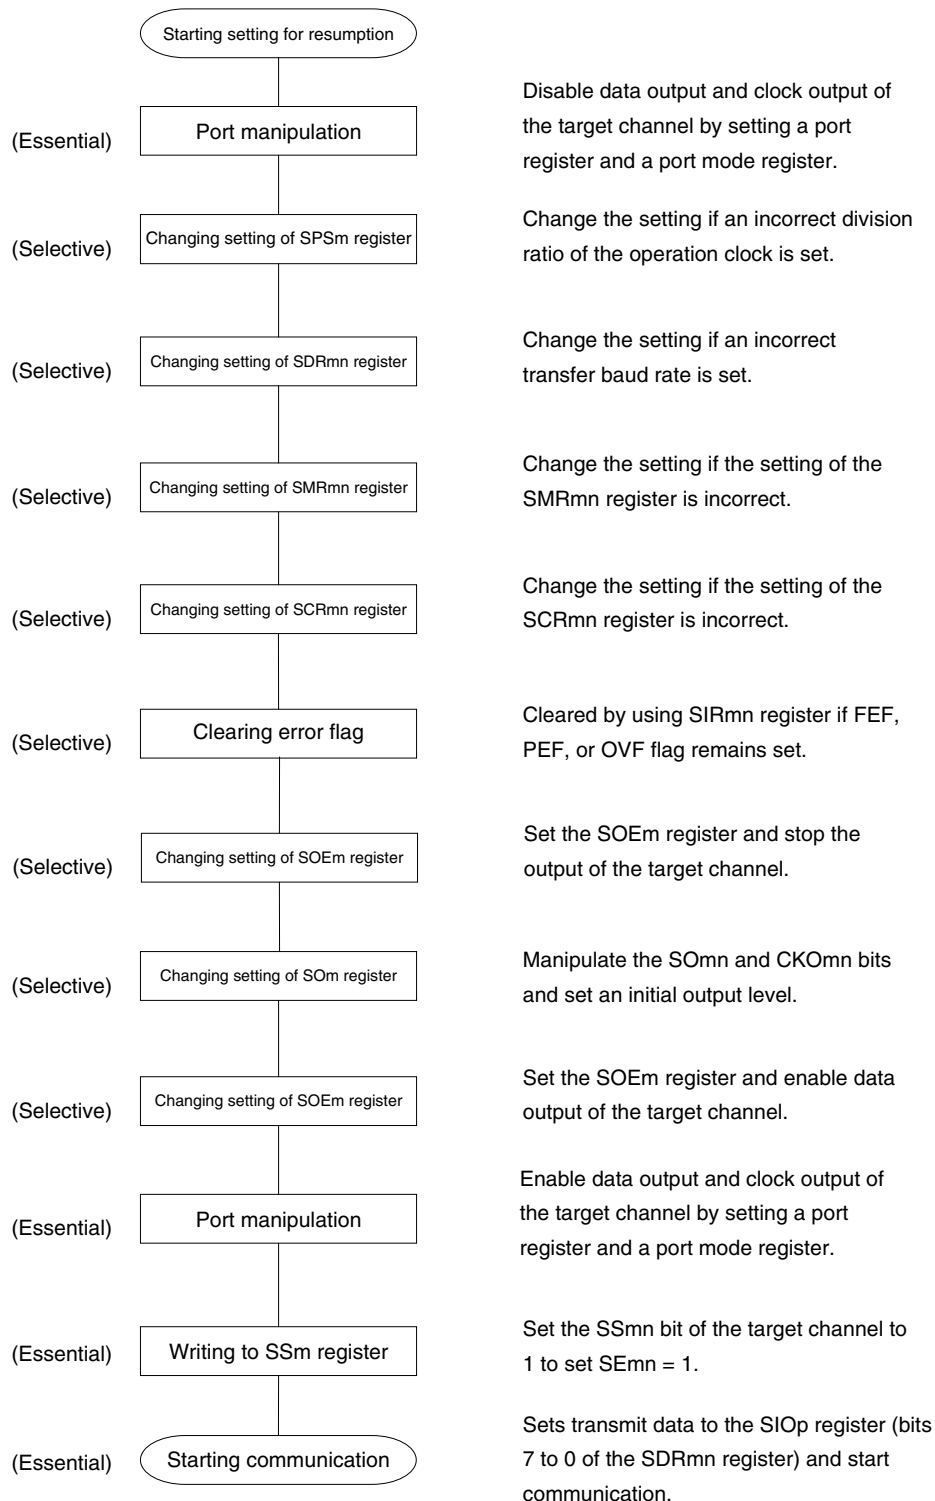 Starting setting for resumption
(Essential)
Port manipulation
Disable data output and clock output of
the target channel by setting a port
register and a port mode register.
(Selective)
Changing setting of SPSm register
Change the setting if an incorrect division
ratio of the operation clock is set.
(Selective)
Changing setting of SDRmn register
Change the setting if an incorrect
transfer baud rate is set.
(Selective)
Changing setting of SMRmn register
Change the setting if the setting of the
SMRmn register is incorrect.
(Selective)
Changing setting of SCRmn register
Change the setting if the setting of the
SCRmn register is incorrect.
(Selective)
Clearing error flag
Cleared by using SIRmn register if FEF,
PEF, or OVF flag remains set.
(Selective)
Changing setting of SOEm register
Set the SOEm register and stop the
output of the target channel.
(Selective)
Changing setting of SOm register
Manipulate the SOmn and CKOmn bits
and set an initial output level.
(Selective)
Changing setting of SOEm register
Set the SOEm register and enable data
output of the target channel.
(Essential)
Port manipulation
Enable data output and clock output of
the target channel by setting a port
register and a port mode register.
(Essential)
Writing to SSm register
Set the SSmn bit of the target channel to
1 to set SEmn = 1.
(Essential)
Starting communication
Sets transmit data to the SIOp register (bits
7 to 0 of the SDRmn register) and start
communication.